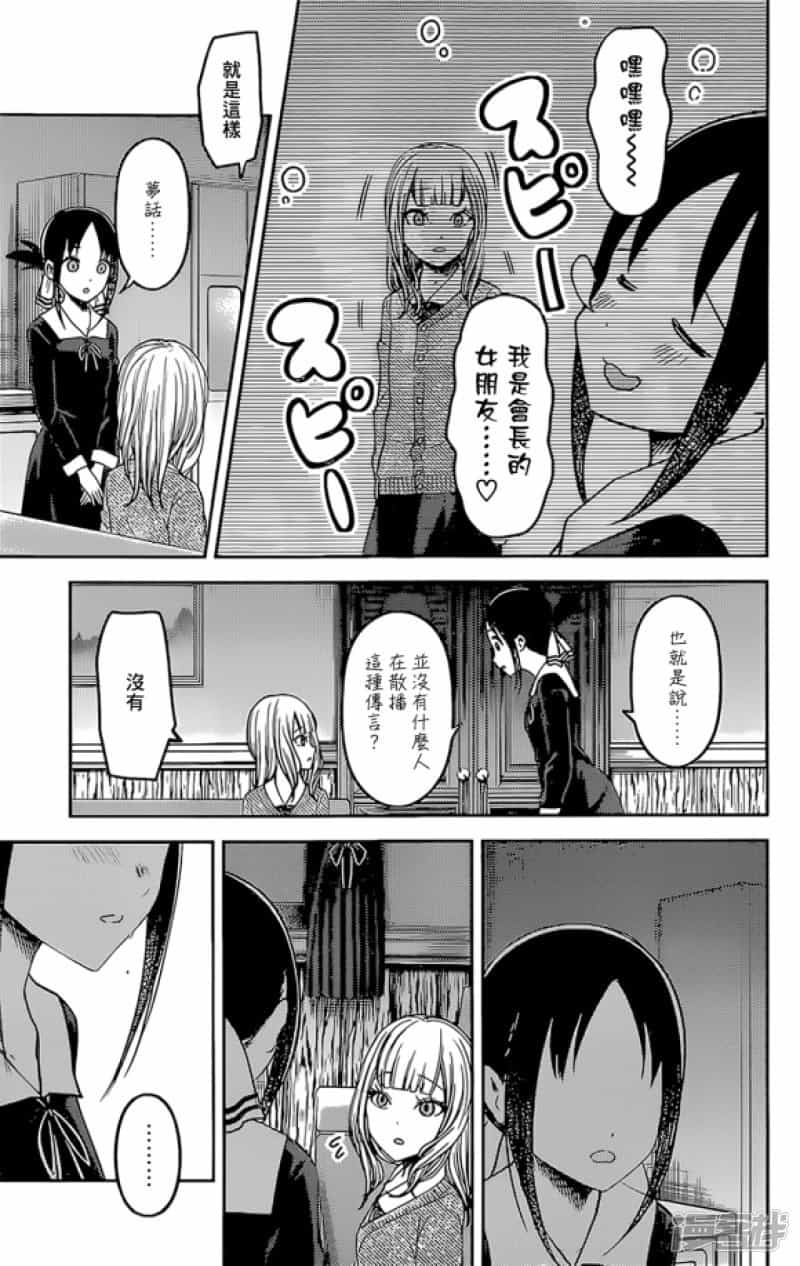 嘿嘿嘿～～
スピー
我是會長的
女朋友……♡
スピー
就是這樣
夢話……
也就是說……
並沒有什麼人
在散播
這種傳言？
沒有
……
漫客栈